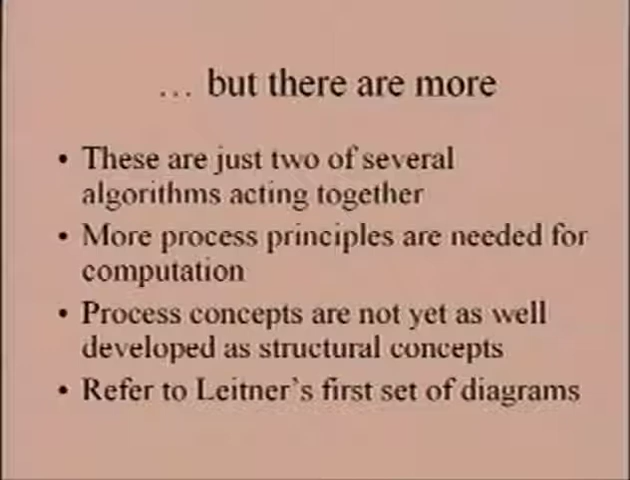 … but there are more
• These are just two of several
algorithms acting together
• More process principles are needed for
computation
• Process concepts are not yet as well
developed as structural concepts
• Refer to Leitner's first set of diagrams